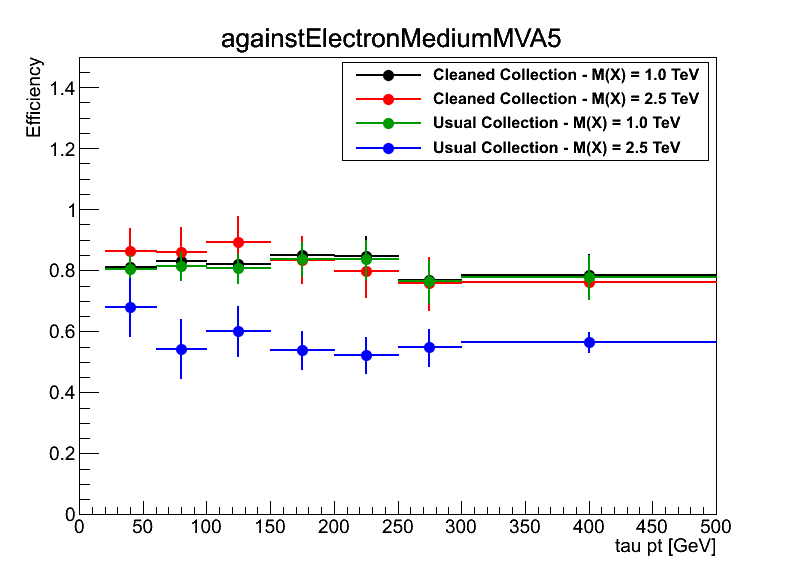 againstElectronMediumMVA5
Efficiency
Cleaned Collection - M(X) = 1.0 TeV
Cleaned Collection - M(X) = 2.5 TeV
Usual Collection - M(X) = 1.0 TeV
Usual Collection - M(X) = 2.5 TeV
1.4
1.2
1
0.8
0.6
0.4
0.2
0
0 50 100 150 200 250 300 350 400 450 500
tau pt [GeV]